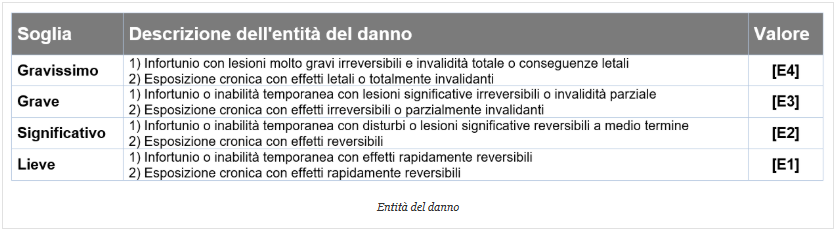 Soglia Descrizione dell'entità del danno Valore
Gravissimo 1) Infortunio con lesioni molto gravi irreversibili e invalidità totale o conseguenze letali [E4]
2) Esposizione cronica con effetti letali o totalmente invalidanti
Grave 1) Infortunio o inabilità temporanea con lesioni significative irreversibili o invalidità parziale [E3]
2) Esposizione cronica con effetti irreversibili o parzialmente invalidanti
Significativo 1) Infortunio o inabilità temporanea con disturbi o lesioni significative reversibili a medio termine [E2]
2) Esposizione cronica con effetti reversibili
Lieve 1) Infortunio o inabilità temporanea con effetti rapidamente reversibili [E1]
2) Esposizione cronica con effetti rapidamente reversibili
Entità del danno